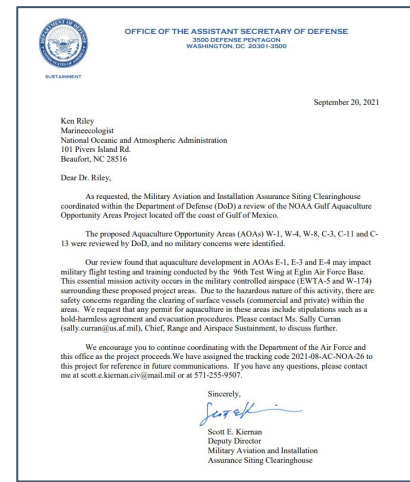 OFFICE OF THE ASSISTANT SECRETARY OF DEFENSE
3500 DEFENSE PENTAGON
WASHINGTON, DC 20301-3500
SUSTAINMENT
September 20, 2021
Ken Riley
Marineecologist
National Oceanic and Atmospheric Administration
101 Pivers Island Rd.
Beaufort, NC 28516
Dear Dr. Riley,
As requested, the Military Aviation and Installation Assurance Siting Clearinghouse
coordinated within the Department of Defense (DoD) a review of the NOAA Gulf Aquaculture
Opportunity Areas Project located off the coast of Gulf of Mexico.
The proposed Aquaculture Opportunity Areas (AOAs) W-1, W-4, W-8, C-3, C-11 and C-
13 were reviewed by DoD, and no military concerns were identified.
Our review found that aquaculture development in AOAs E-1, E-3 and E-4 may impact
military flight testing and training conducted by the 96th Test Wing at Eglin Air Force Base.
This essential mission activity occurs in the military controlled airspace (EWTA-5 and W-174)
surrounding these proposed project areas. Due to the hazardous nature of this activity, there are
safety concerns regarding the clearing of surface vessels (commercial and private) within the
areas. We request that any permit for aquaculture in these areas include stipulations such as a
hold-harmless agreement and evacuation procedures. Please contact Ms. Sally Curran
(sally.curran@us.af.mil), Chief, Range and Airspace Sustainment, to discuss further.
We encourage you to continue coordinating with the Department of the Air Force and
this office as the project proceeds.We have assigned the tracking code 2021-08-AC-NOA-26 to
this project for reference in future communications. If you have any questions, please contact
me at scott.e.kiernan.civ@mail.mil or at 571-255-9507.
Sincerely,
Scott E. Kiernan
Deputy Director
Military Aviation and Installation
Assurance Siting Clearinghouse